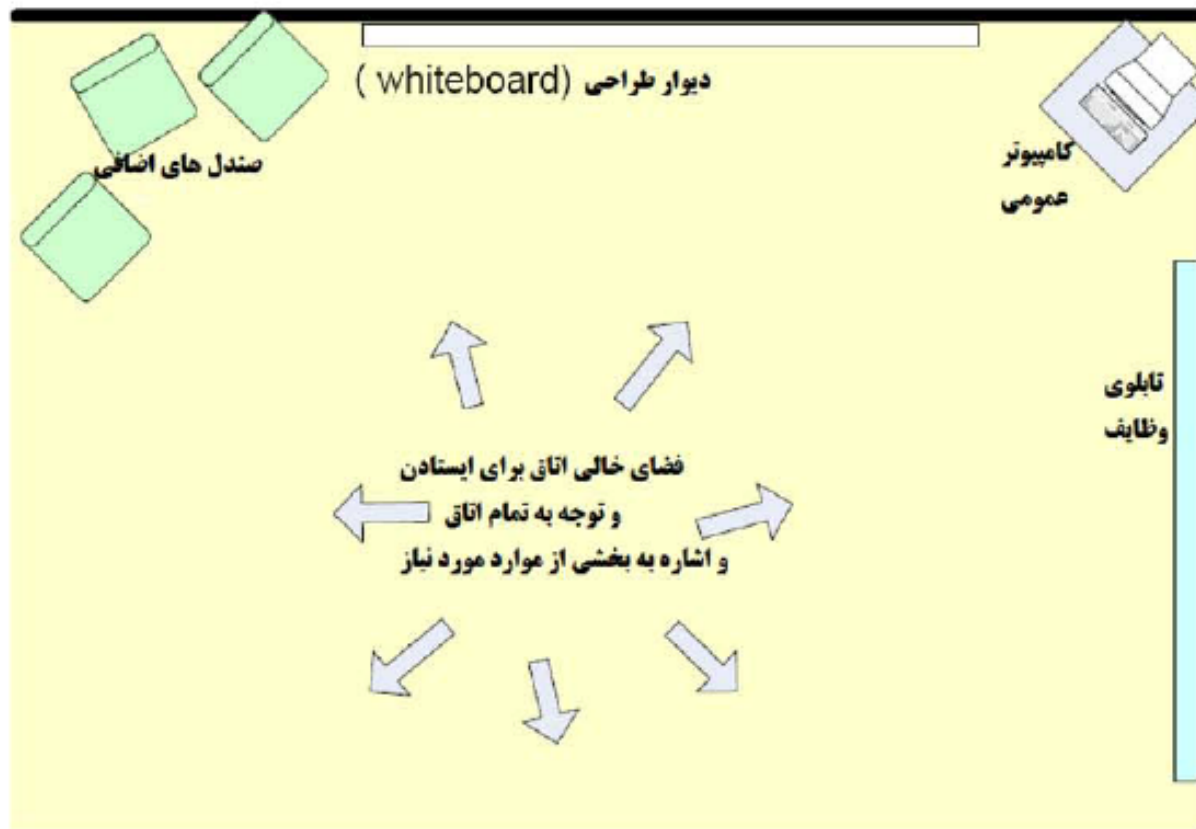 دیوار طراحی (whiteboard )
صندل های اضافی
کامپیوتر
عمومی
تابلوی
وظایف
فضای خالی اتاق برای ایستادن
و توجه به تمام اتاق
و اشاره به بخشی از موارد مورد نیاز